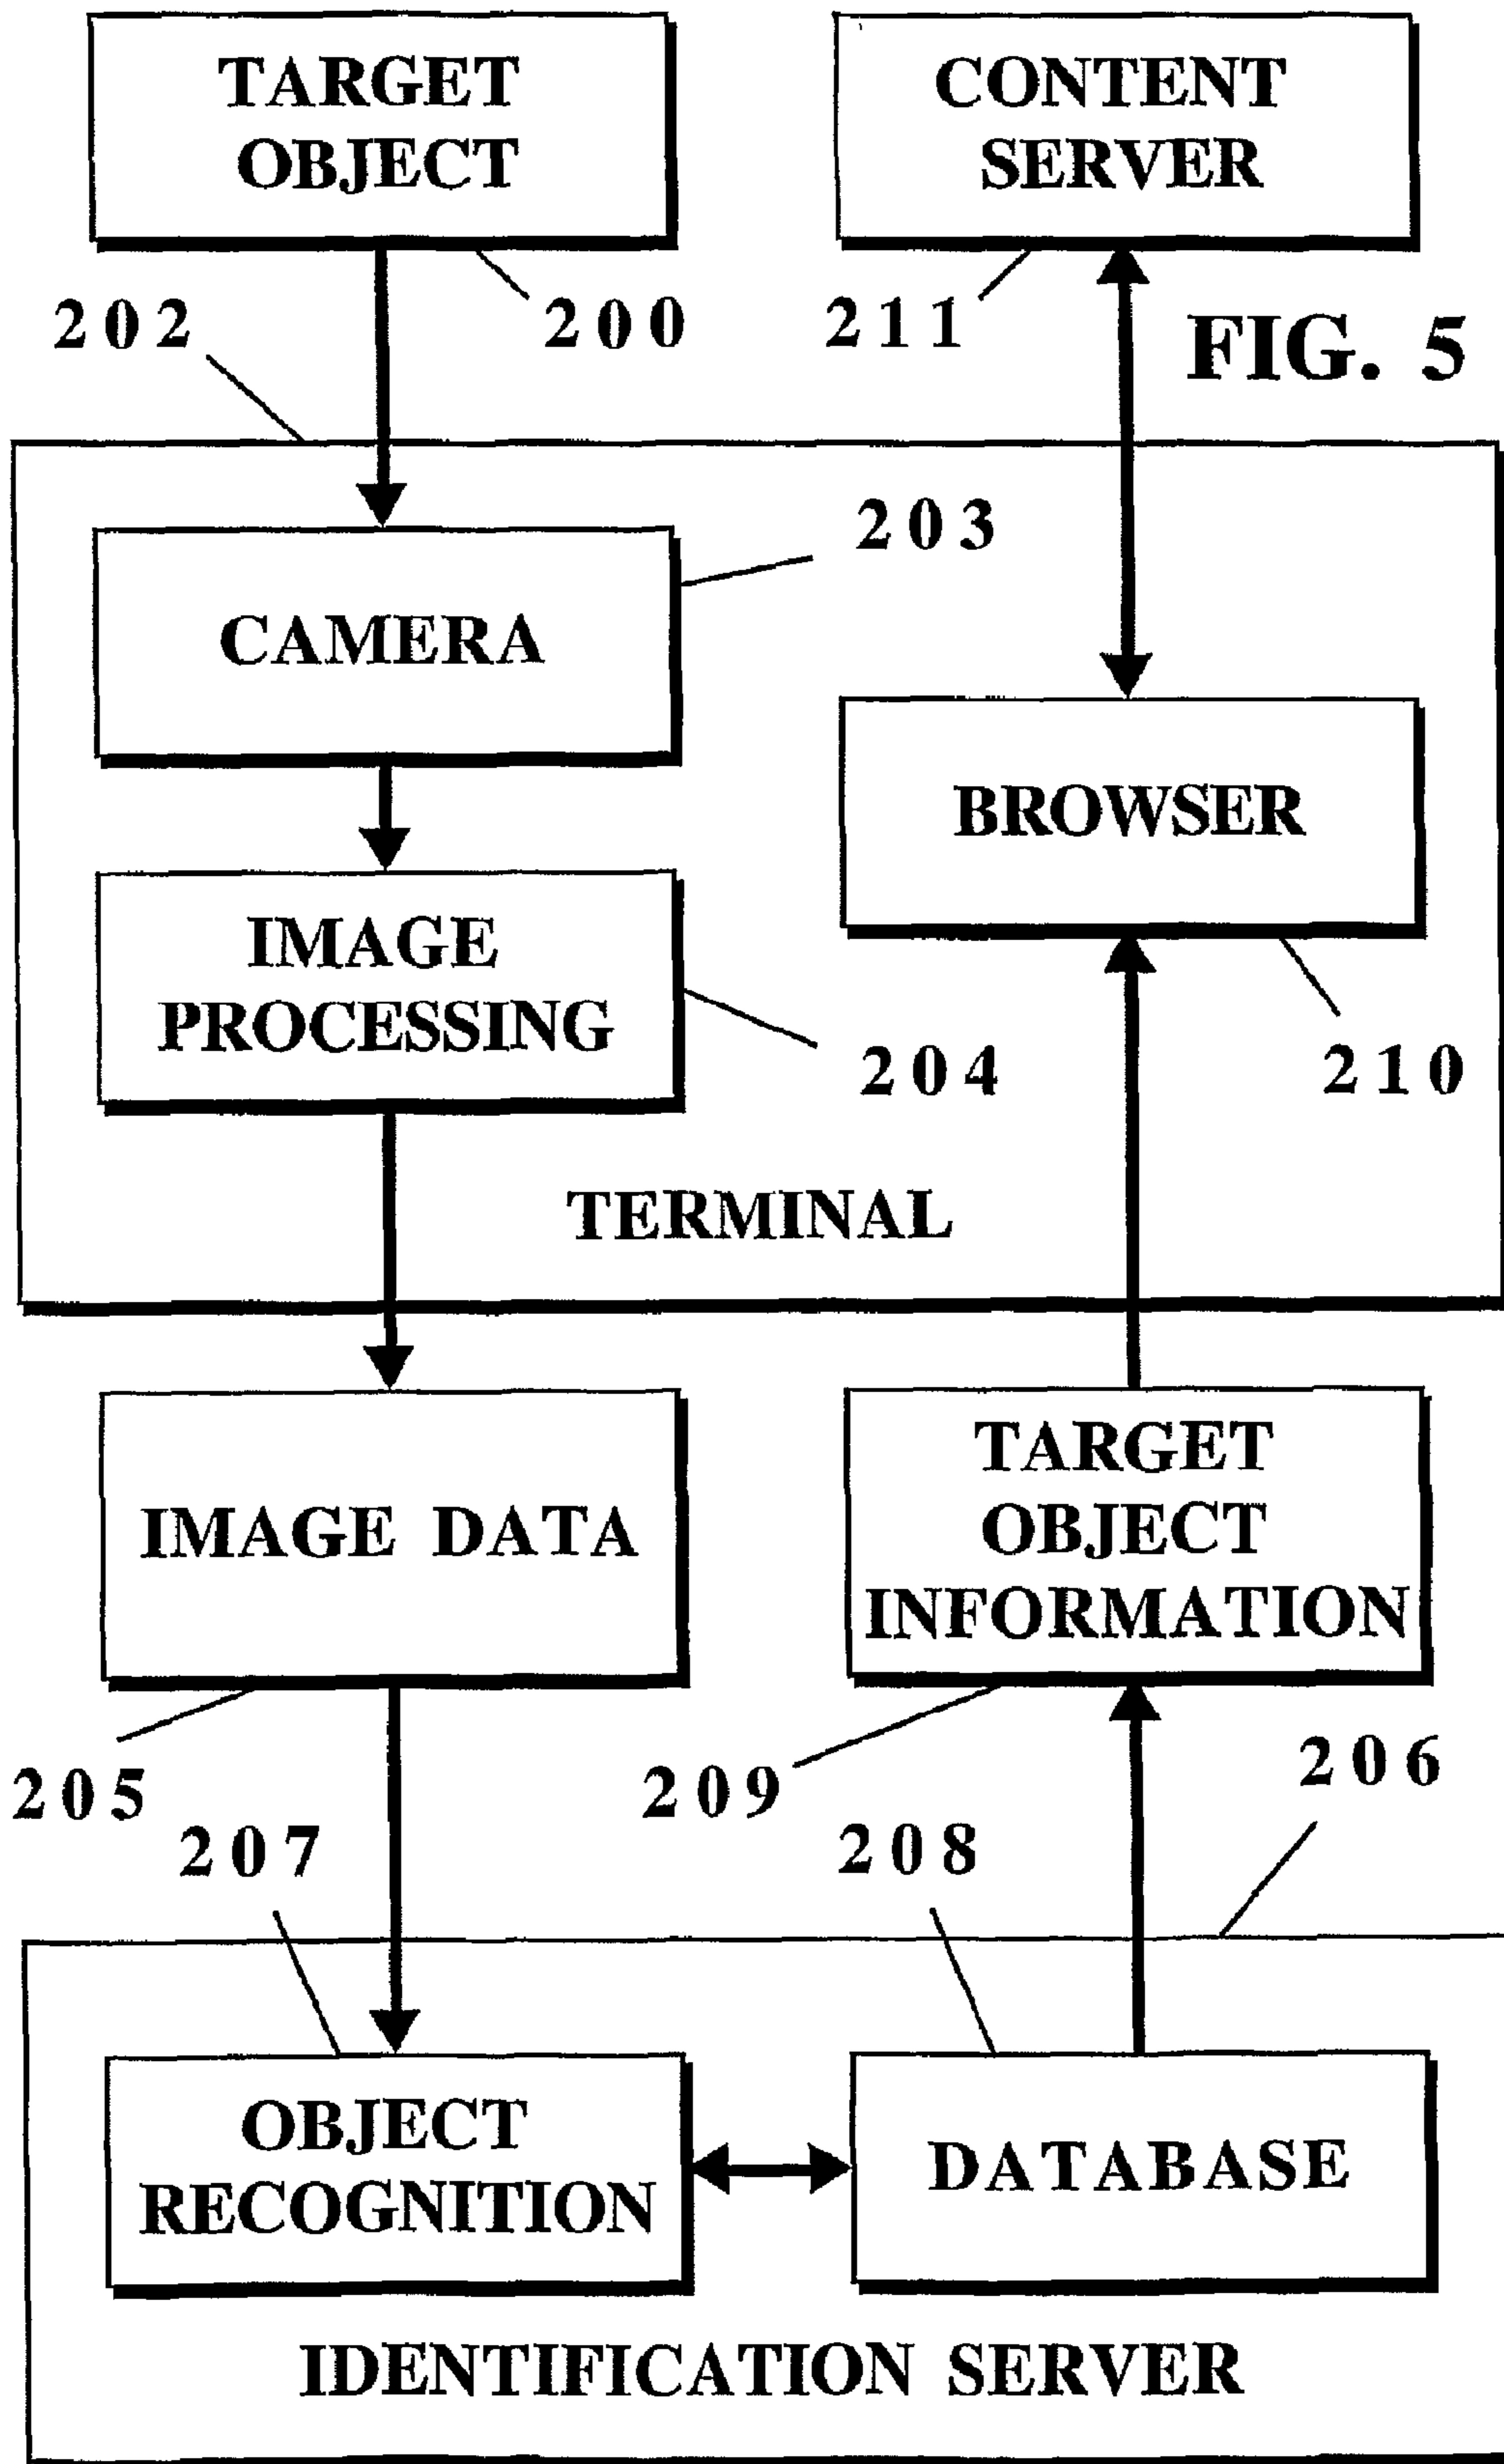 TARGET
OBJECT
CONTENT
SERVER
202
200
211
FIG. 5
203
CAMERA
BROWSER
IMAGE
PROCESSING
204
210
TERMINAL
IMAGE DATA
TARGET
OBJECT
INFORMATION
205
209
206
207
208
OBJECT
RECOGNITION
DATABASE
IDENTIFICATION SERVER